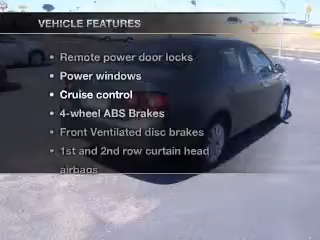 VEHICLE FEATURES
• Remote power door locks
• Power windows
• Cruise control
• 4-wheel ABS Brakes
• Front Ventilated disc brakes
• 1st and 2nd row curtain head
airbags